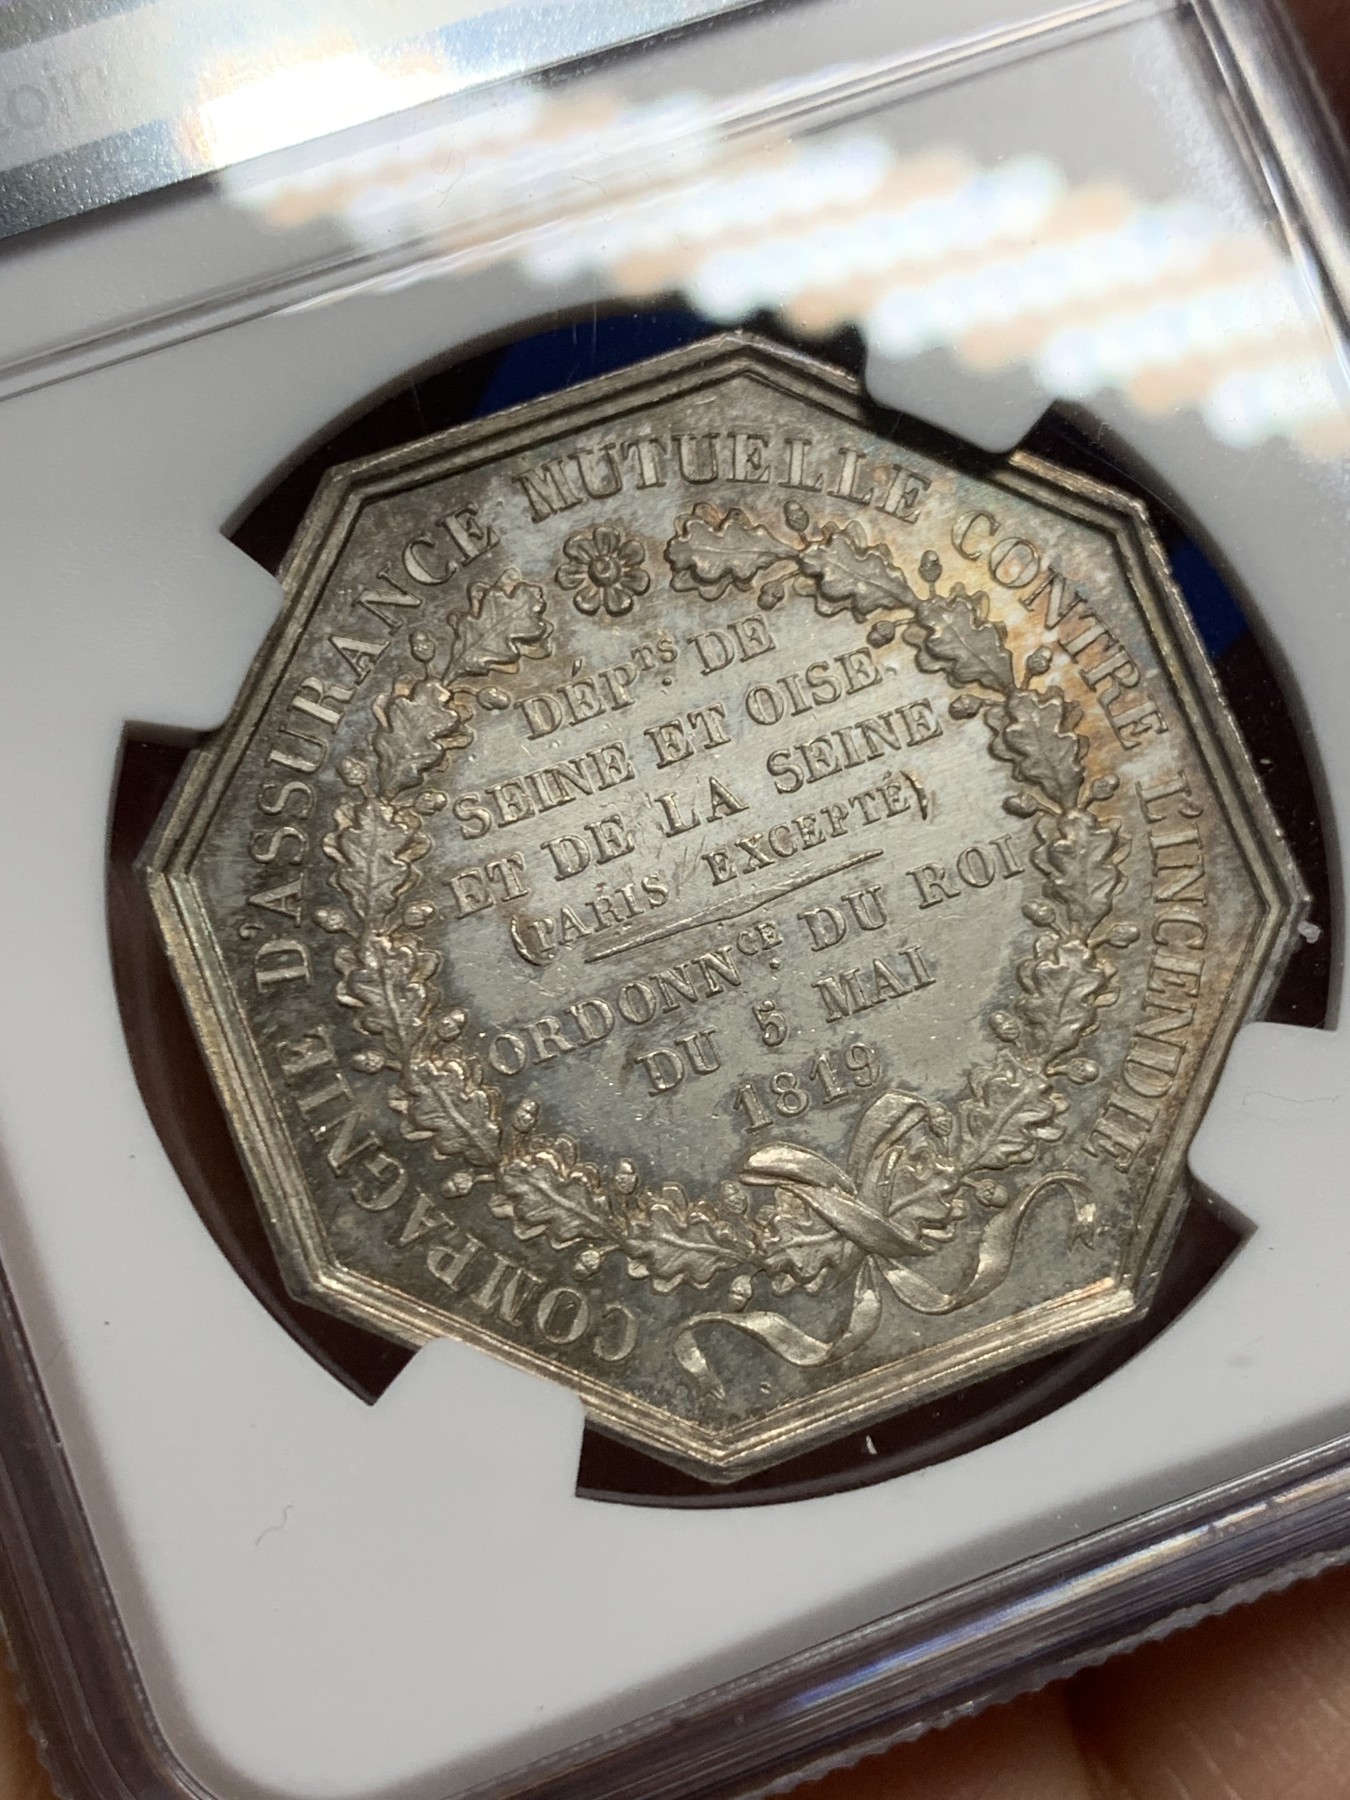 COMPAGNIE D'ASSURANCE MUTUELLE CONTRE L'INCENDIE
DÉPTS. DE
SEINE ET OISE
ET DE LA SEINE
(PARIS EXCEPTÉ)
ORDONNCE. DU ROI
DU 5 MAI
1819